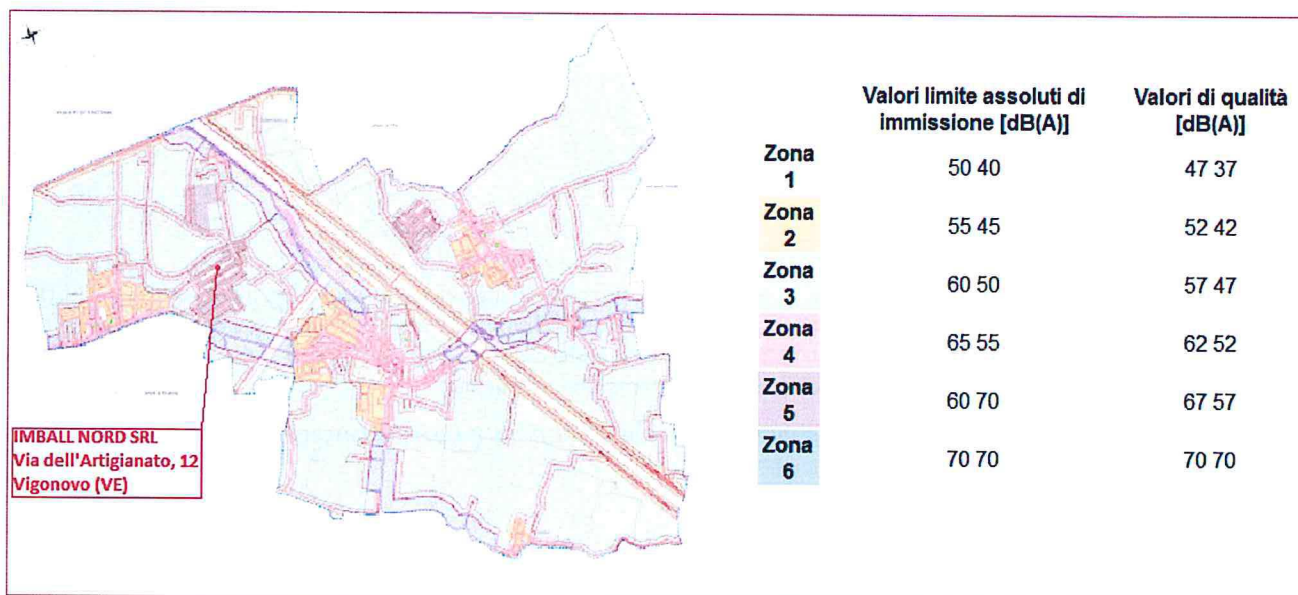 Valori limite assoluti di immissione [dB(A)]
Valori di qualità [dB(A)]
Zona 1 50 40 47 37
Zona 2 55 45 52 42
Zona 3 60 50 57 47
Zona 4 65 55 62 52
Zona 5 60 70 67 57
Zona 6 70 70 70 70
IMBALL NORD SRL
Via dell'Artigianato, 12
Vigonovo (VE)